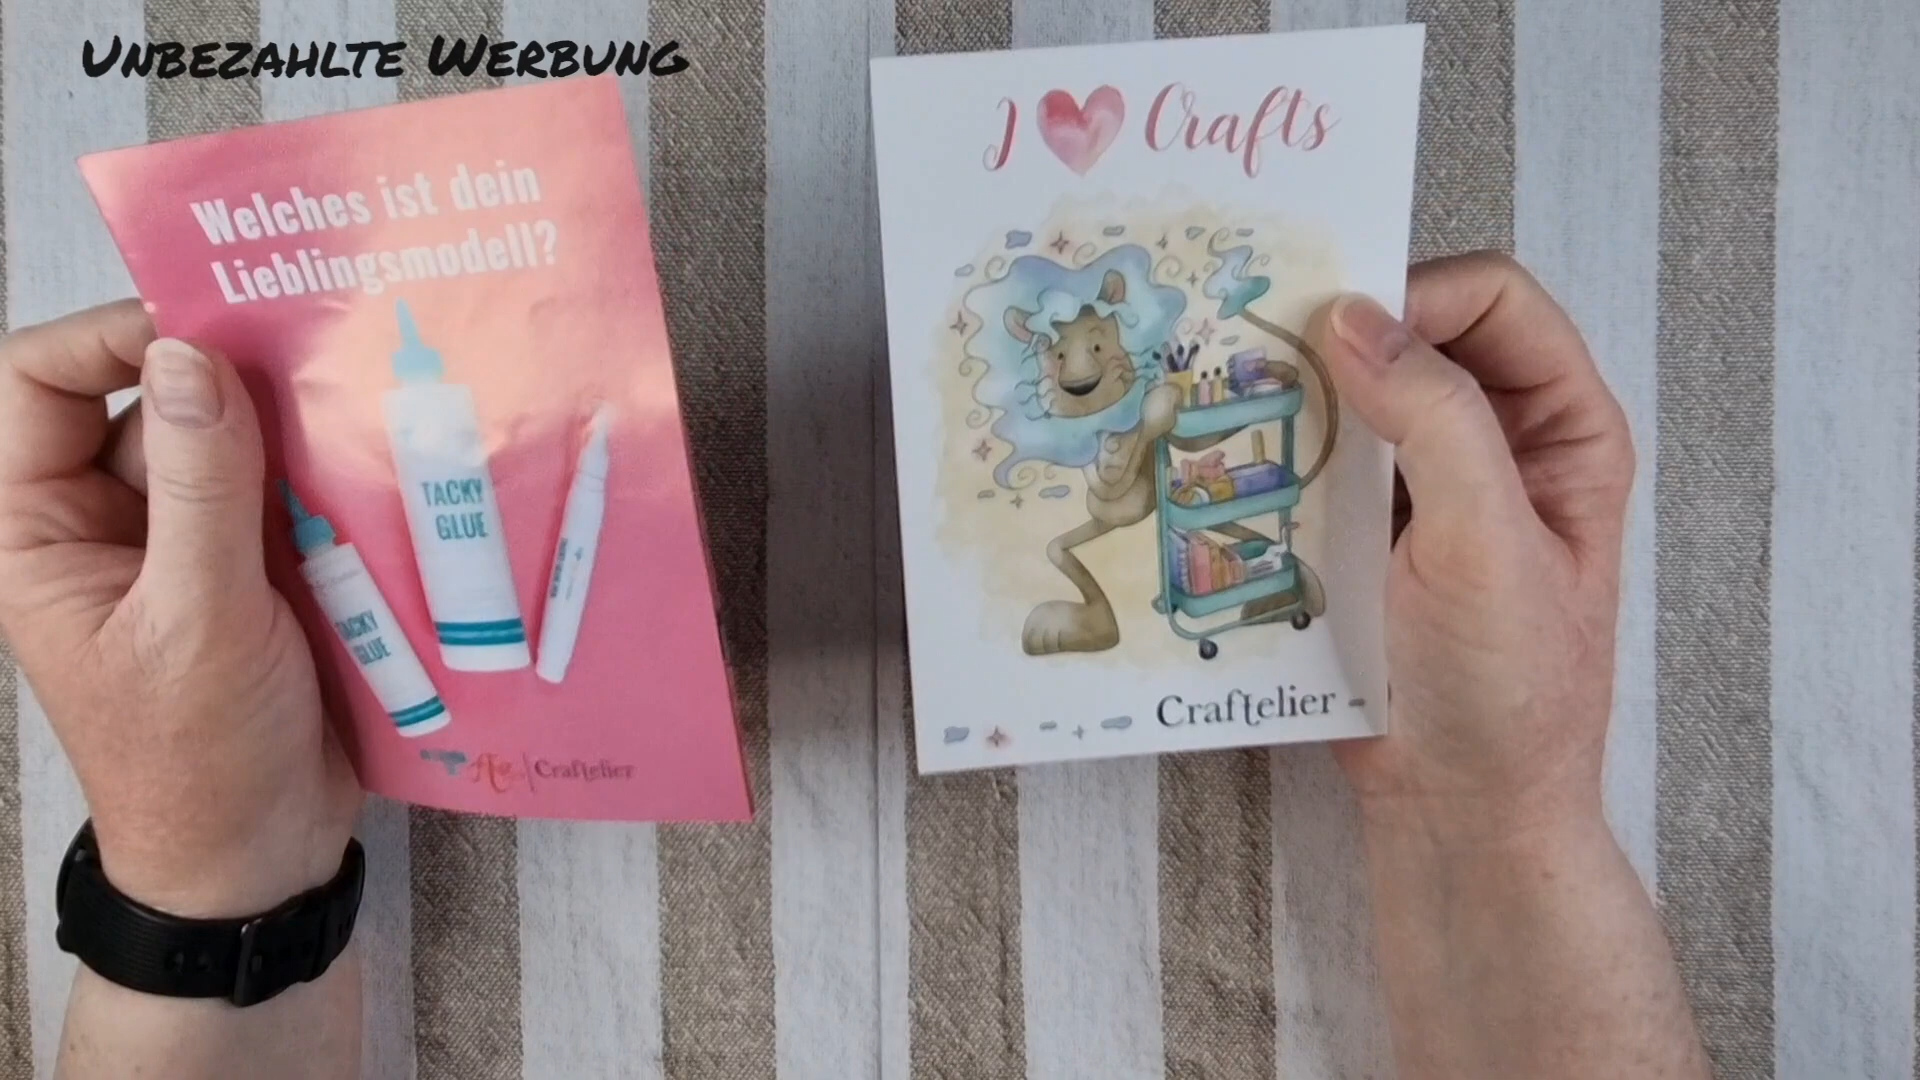 UNBEZAHLTE WERBUNG
Welches ist dein
Lieblingsmodell?
TACKY
GLUE
TACKY
GLUE
Craftelier
I ❤ Crafts
Craftelier -